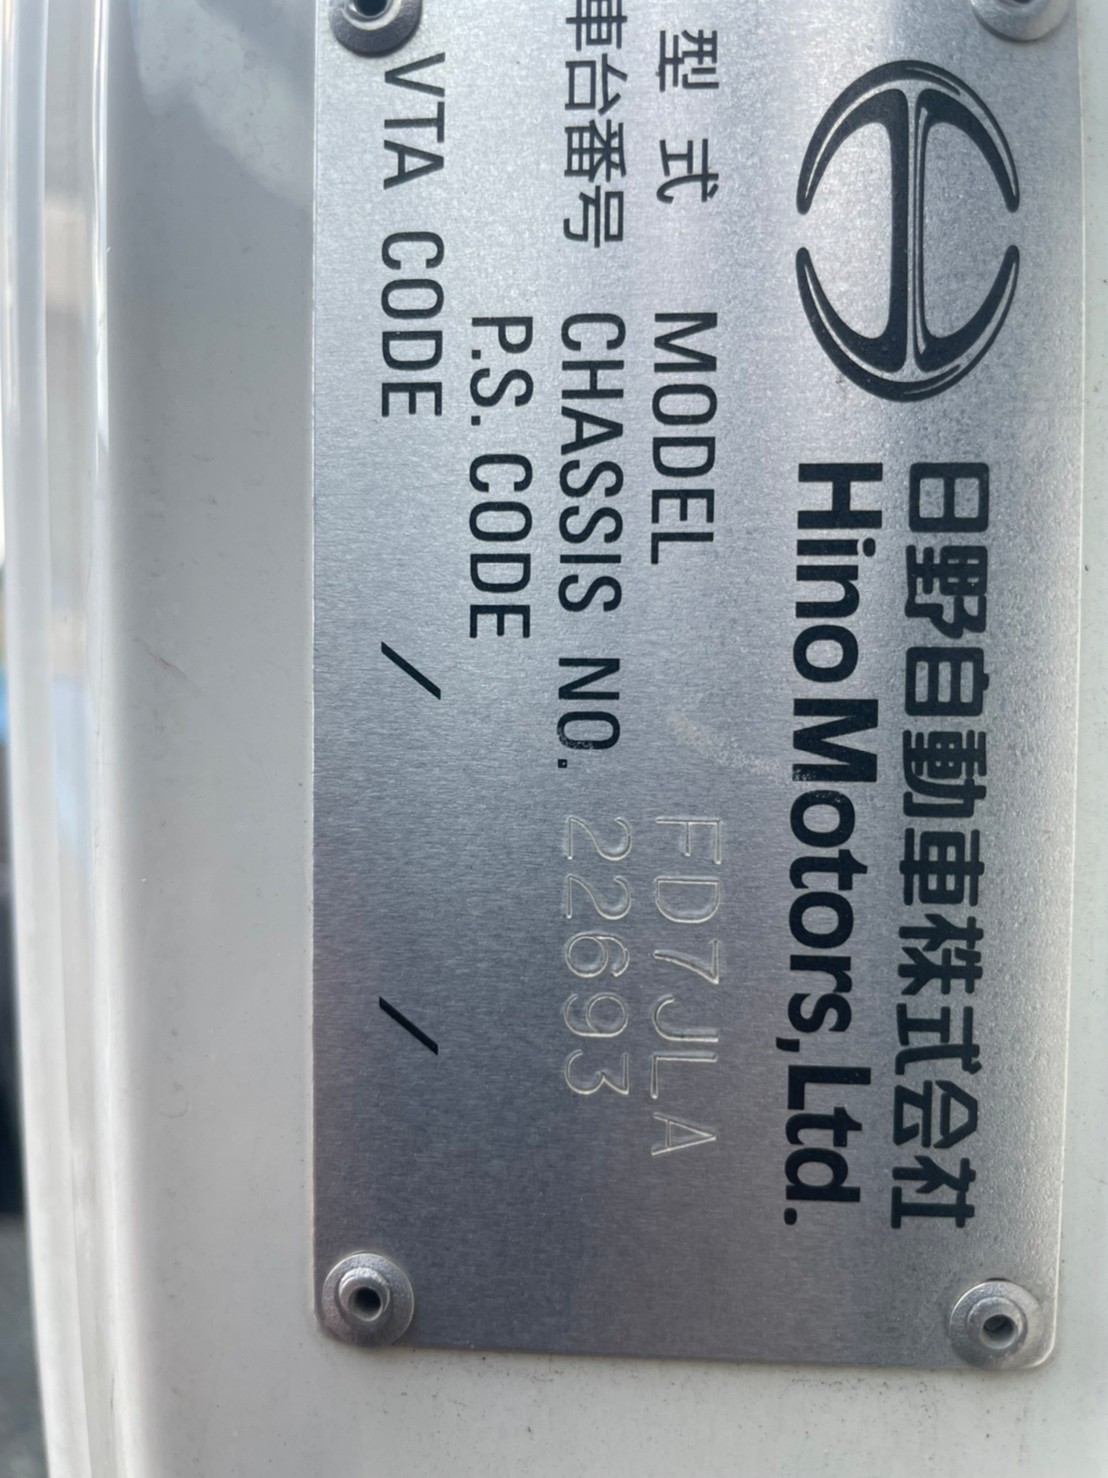 日野自動車株式会社
Hino Motors,Ltd.
型式 MODEL FD7JLA
車台番号 CHASSIS NO. 22693
P.S. CODE
VTA CODE / /